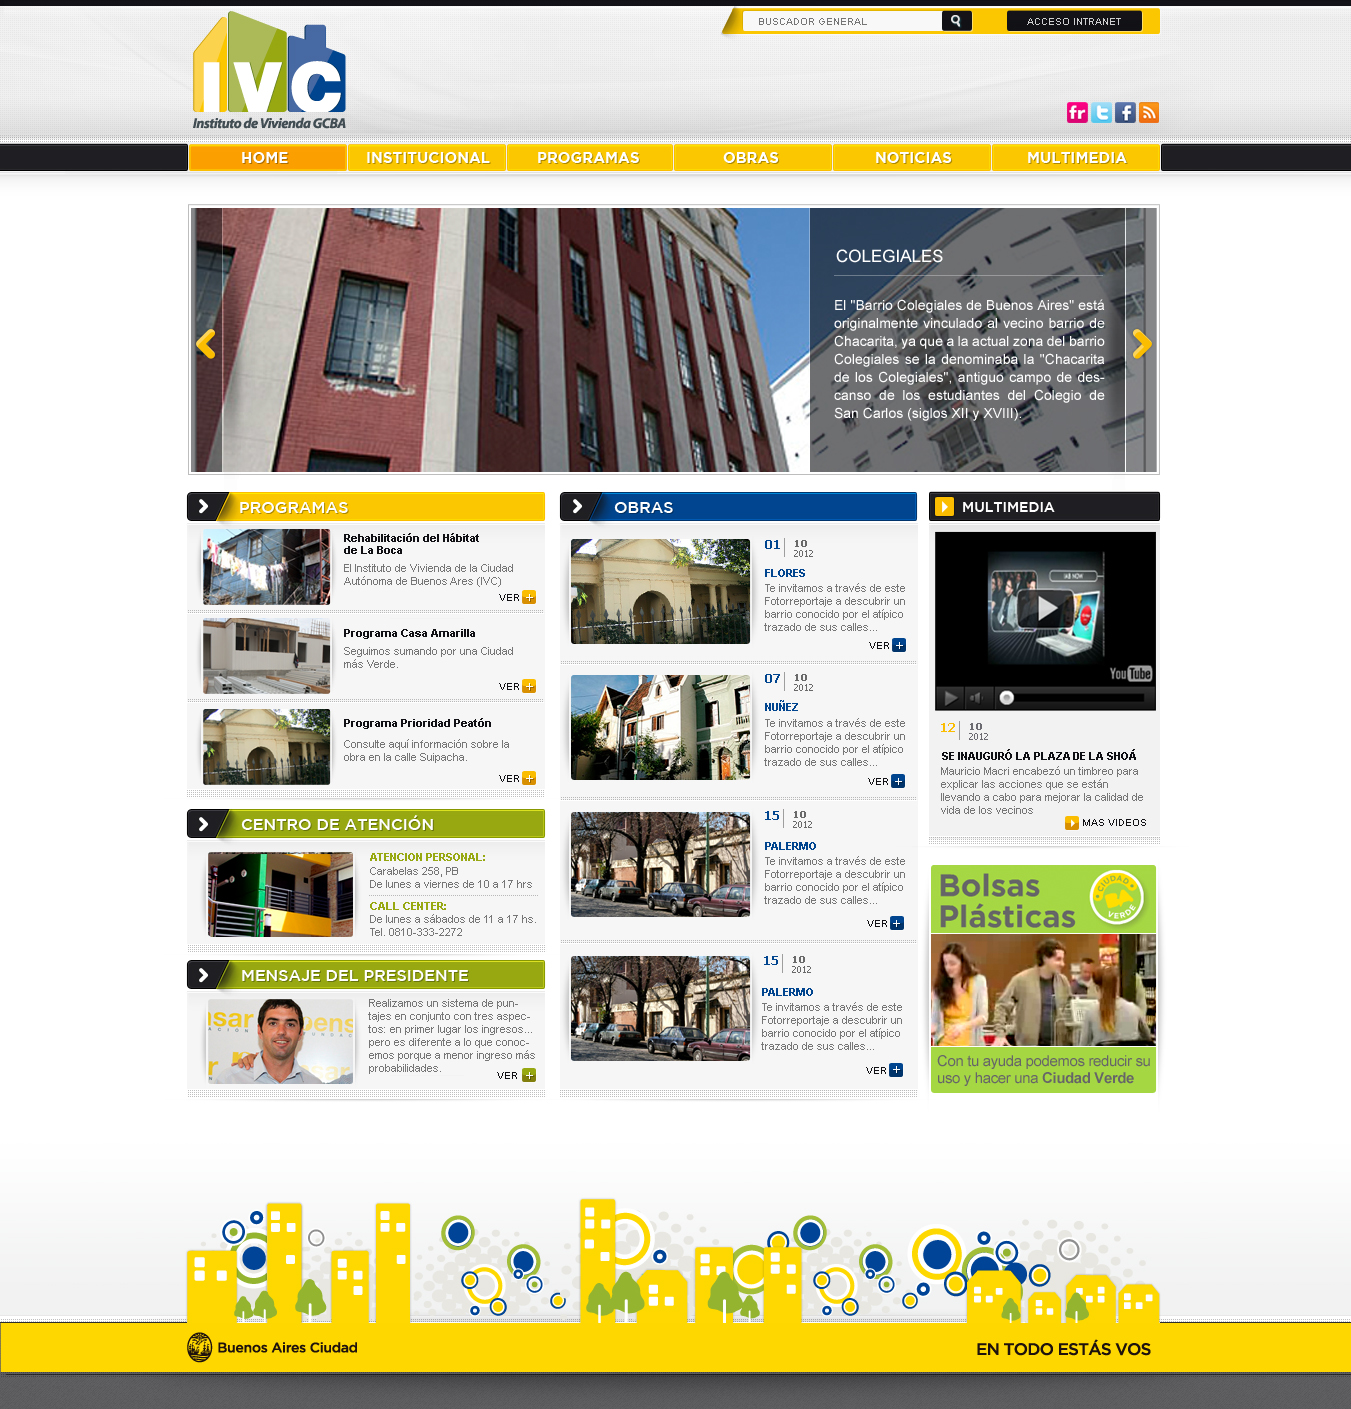 BUSCADOR GENERAL
ACCESO INTRANET
IVC
Instituto de Vivienda GCBA
fr
HOME
INSTITUCIONAL
PROGRAMAS
OBRAS
NOTICIAS
MULTIMEDIA
COLEGIALES
El "Barrio Colegiales de Buenos Aires" está
originalmente vinculado al vecino barrio de
Chacarita, ya que a la actual zona del barrio
Colegiales se la denominaba la "Chacarita
de los Colegiales", antiguo campo de des-
canso de los estudiantes del Colegio de
San Carlos (siglos XII y XVIII).
PROGRAMAS
Rehabilitación del Hábitat
de La Boca
El Instituto de Vivienda de la Ciudad
Autónoma de Buenos Ares (IVC)
VER
Programa Casa Amarilla
Seguimos sumando por una Ciudad
más Verde.
VER
Programa Prioridad Peatón
Consulte aquí información sobre la
obra en la calle Suipacha.
VER
CENTRO DE ATENCIÓN
ATENCION PERSONAL:
Carabelas 258, PB
De lunes a viernes de 10 a 17 hrs
CALL CENTER:
De lunes a sábados de 11 a 17 hs.
Tel. 0810-333-2272
MENSAJE DEL PRESIDENTE
Realizamos un sistema de pun-
tajes en conjunto con tres aspec-
tos: en primer lugar los ingresos...
pero es diferente a lo que conoc-
emos porque a menor ingreso más
probabilidades.
VER
OBRAS
01 10
2012
FLORES
Te invitamos a través de este
Fotorreportaje a descubrir un
barrio conocido por el atípico
trazado de sus calles...
VER
07 10
2012
NUÑEZ
Te invitamos a través de este
Fotorreportaje a descubrir un
barrio conocido por el atípico
trazado de sus calles...
VER
15 10
2012
PALERMO
Te invitamos a través de este
Fotorreportaje a descubrir un
barrio conocido por el atípico
trazado de sus calles...
VER
15 10
2012
PALERMO
Te invitamos a través de este
Fotorreportaje a descubrir un
barrio conocido por el atípico
trazado de sus calles...
VER
MULTIMEDIA
YouTube
12 10
2012
SE INAUGURÓ LA PLAZA DE LA SHOÁ
Mauricio Macri encabezó un timbreo para
explicar las acciones que se están
llevando a cabo para mejorar la calidad de
vida de los vecinos
MAS VIDEOS
Bolsas
Plásticas
CIUDAD
VERDE
Con tu ayuda podemos reducir su
uso y hacer una Ciudad Verde
Buenos Aires Ciudad
EN TODO ESTÁS VOS